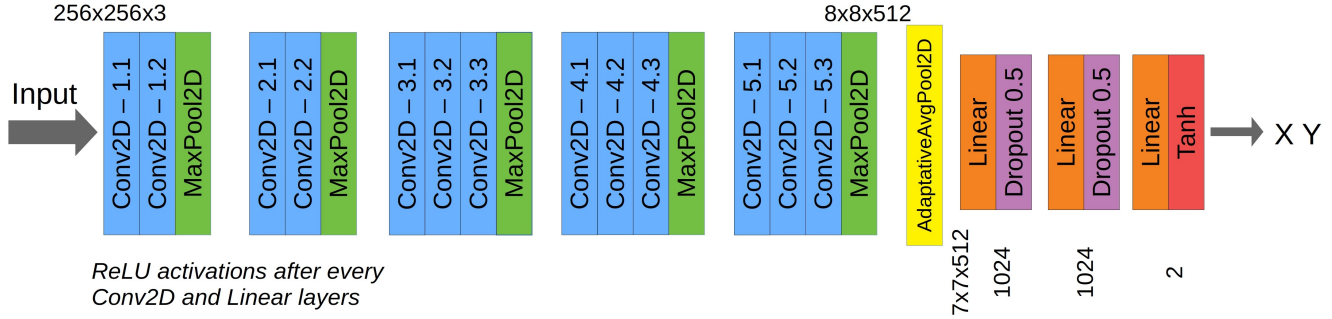 256x256x3
8x8x512
Input
Conv2D – 1.1
Conv2D – 1.2
MaxPool2D
Conv2D – 2.1
Conv2D – 2.2
MaxPool2D
Conv2D – 3.1
Conv2D – 3.2
Conv2D – 3.3
MaxPool2D
Conv2D – 4.1
Conv2D – 4.2
Conv2D – 4.3
MaxPool2D
Conv2D – 5.1
Conv2D – 5.2
Conv2D – 5.3
MaxPool2D
AdaptativeAvgPool2D
Linear
Dropout 0.5
Linear
Dropout 0.5
Linear
Tanh
X Y
7x7x512
1024
1024
2
ReLU activations after every
Conv2D and Linear layers